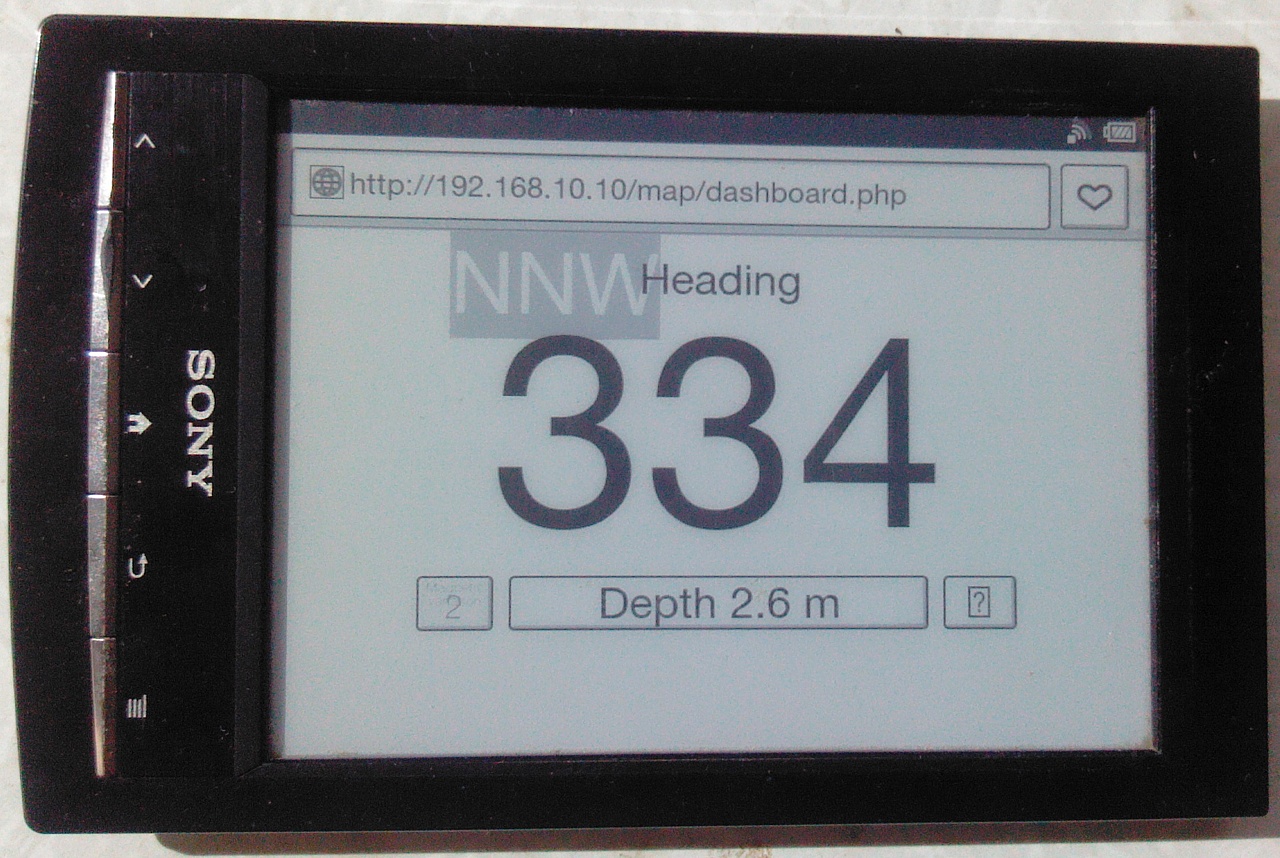 SONY
http://192.168.10.10/map/dashboard.php
NNW Heading
334
2
Depth 2.6 m
?